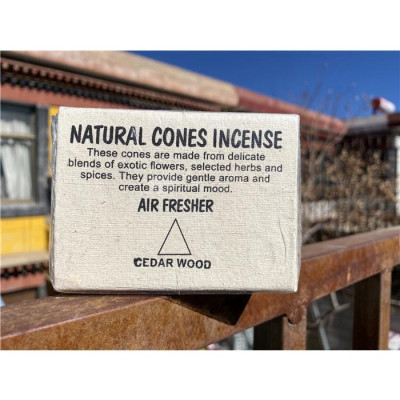 NATURAL CONES INCENSE
These cones are made from delicate
blends of exotic flowers, selected herbs and
spices. They provide gentle aroma and
create a spiritual mood.
AIR FRESHER
CEDAR WOOD